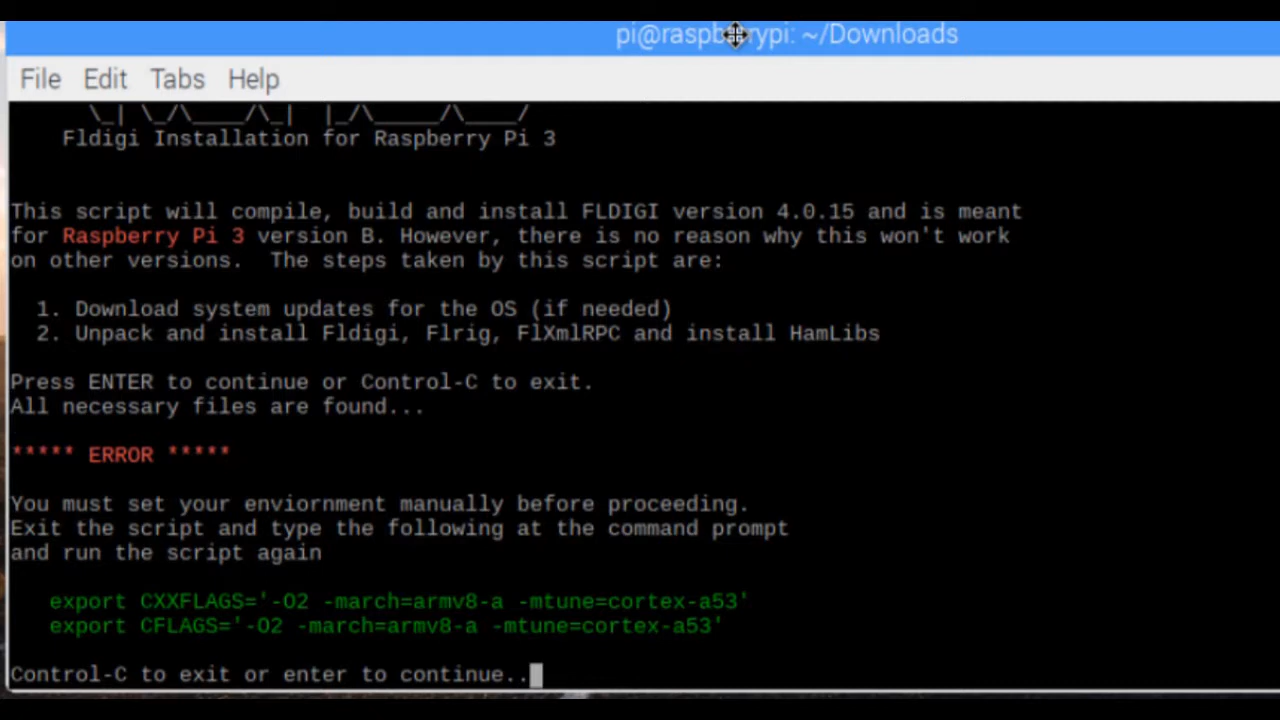 pi@raspberrypi: ~/Downloads
File Edit Tabs Help
\_| \_/\____/\_| |_/\_____/\____/
Fldigi Installation for Raspberry Pi 3
This script will compile, build and install FLDIGI version 4.0.15 and is meant
for Raspberry Pi 3 version B. However, there is no reason why this won't work
on other versions.  The steps taken by this script are:
1. Download system updates for the OS (if needed)
2. Unpack and install Fldigi, Flrig, FlXmlRPC and install HamLibs
Press ENTER to continue or Control-C to exit.
All necessary files are found...
***** ERROR *****
You must set your enviornment manually before proceeding.
Exit the script and type the following at the command prompt
and run the script again
export CXXFLAGS='-O2 -march=armv8-a -mtune=cortex-a53'
export CFLAGS='-O2 -march=armv8-a -mtune=cortex-a53'
Control-C to exit or enter to continue..